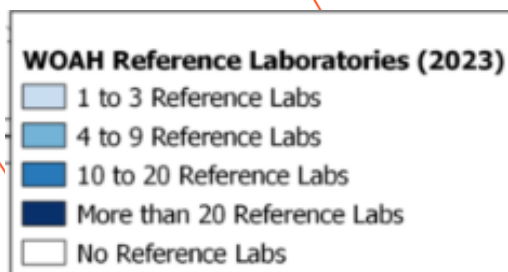 WOAH Reference Laboratories (2023)
1 to 3 Reference Labs
4 to 9 Reference Labs
10 to 20 Reference Labs
More than 20 Reference Labs
No Reference Labs